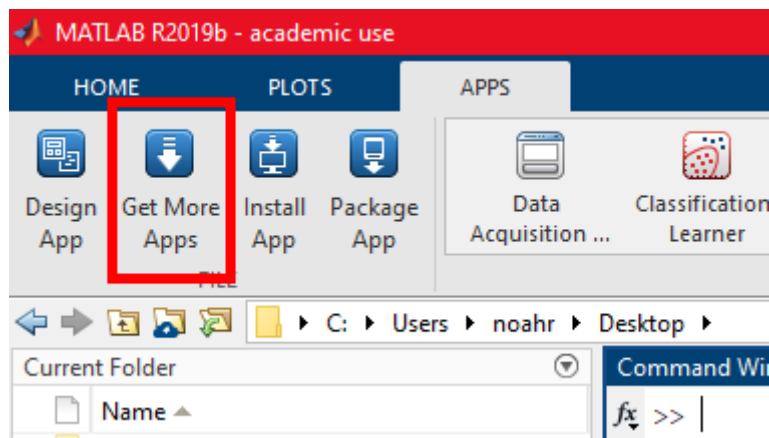 MATLAB R2019b - academic use
HOME PLOTS APPS
Design App
Get More Apps
Install App
Package App
Data Acquisition ...
Classification Learner
FILE
C: Users noahr Desktop
Current Folder
Command Wi
Name
fx >>